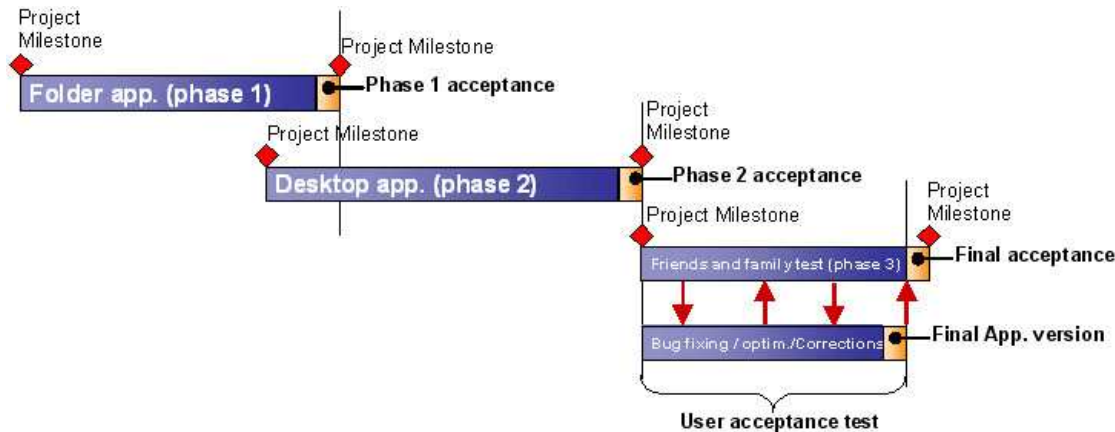 Project
Milestone
Project Milestone
Folder app. (phase 1)
Phase 1 acceptance
Project Milestone
Project
Milestone
Desktop app. (phase 2)
Phase 2 acceptance
Project Milestone
Project
Milestone
Friends and family test (phase 3)
Final acceptance
Bug fixing / optim./Corrections
Final App. version
User acceptance test